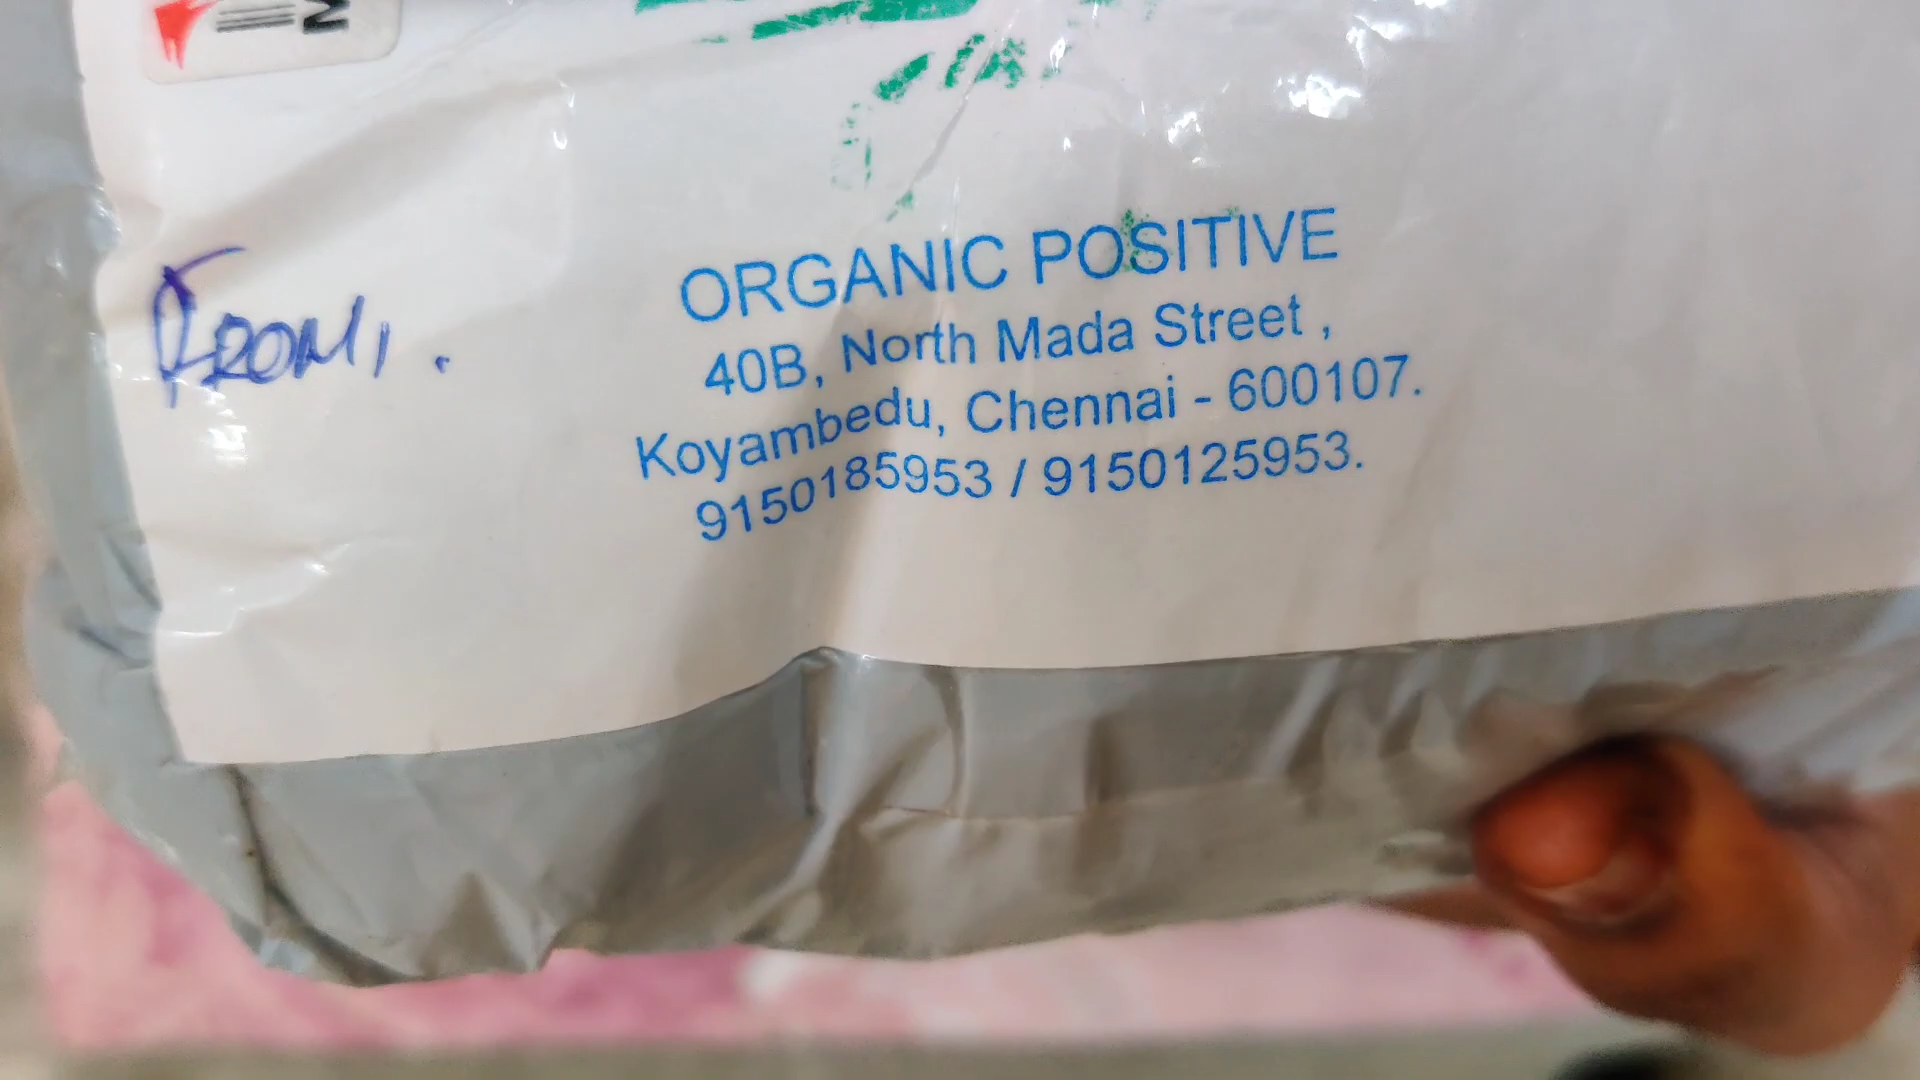 FROM,.
ORGANIC POSITIVE
40B, North Mada Street ,
Koyambedu, Chennai - 600107.
9150185953 / 9150125953.